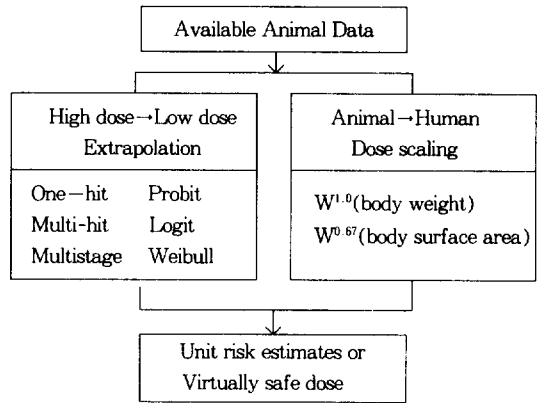 Available Animal Data
High dose→Low dose
Extrapolation
One-hit Probit
Multi-hit Logit
Multistage Weibull
Animal→Human
Dose scaling
W^1.0(body weight)
W^0.67(body surface area)
Unit risk estimates or
Virtually safe dose